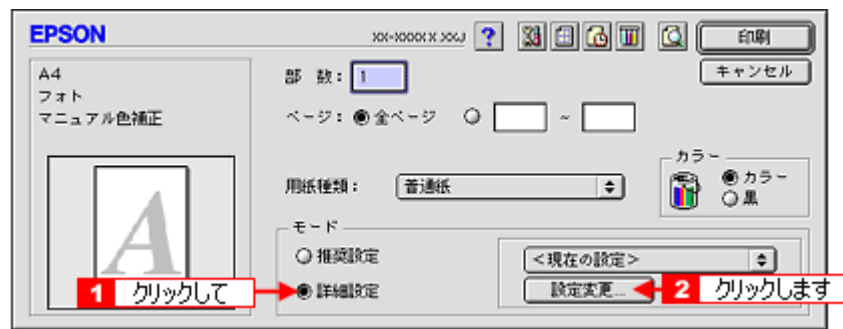 EPSON
XX-XXXX X.XXJ
印刷
A4
フォト
マニュアル色補正
部 数: 1
キャンセル
ページ: 全ページ ~
用紙種類: 普通紙
カラー
カラー
黒
モード
推奨設定
<現在の設定>
1 クリックして
詳細設定
設定変更...
2 クリックします
A